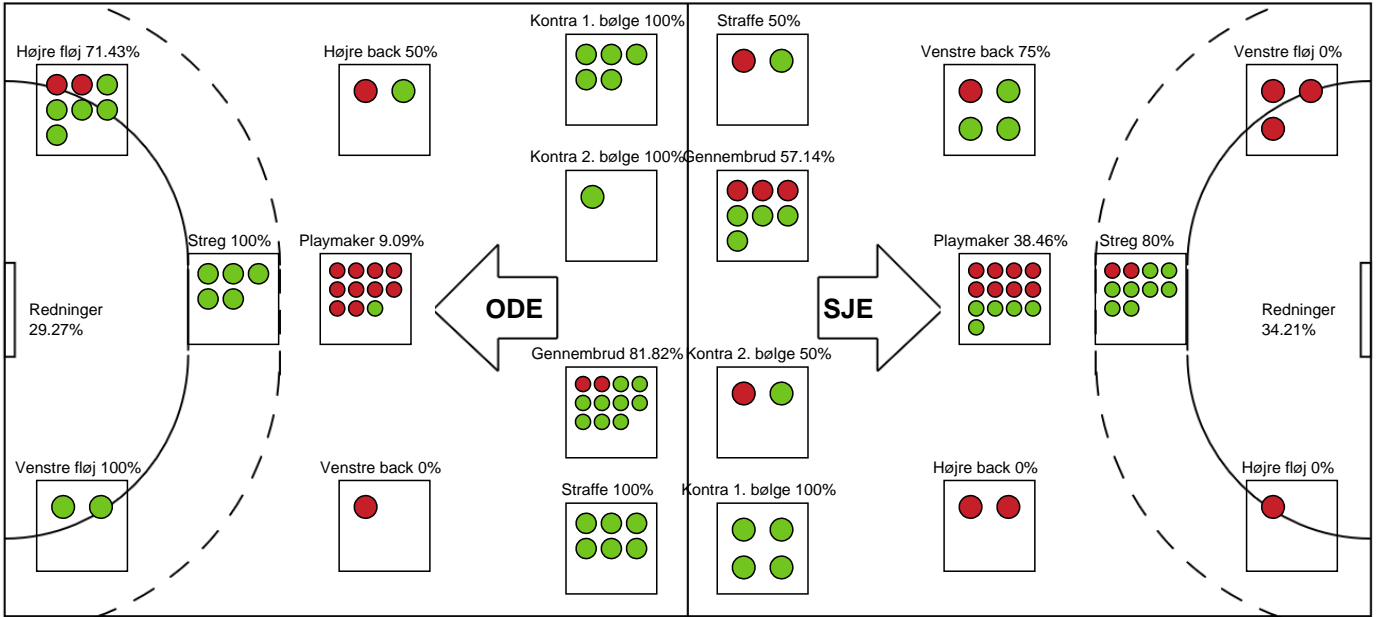 Kontra 1. bølge 100%
Straffe 50%
Højre fløj 71.43%
Højre back 50%
Venstre back 75%
Venstre fløj 0%
Kontra 2. bølge 100%
Gennembrud 57.14%
Streg 100%
Playmaker 9.09%
Playmaker 38.46%
Streg 80%
Redninger
29.27%
ODE
SJE
Redninger
34.21%
Gennembrud 81.82%
Kontra 2. bølge 50%
Venstre fløj 100%
Venstre back 0%
Højre back 0%
Højre fløj 0%
Straffe 100%
Kontra 1. bølge 100%